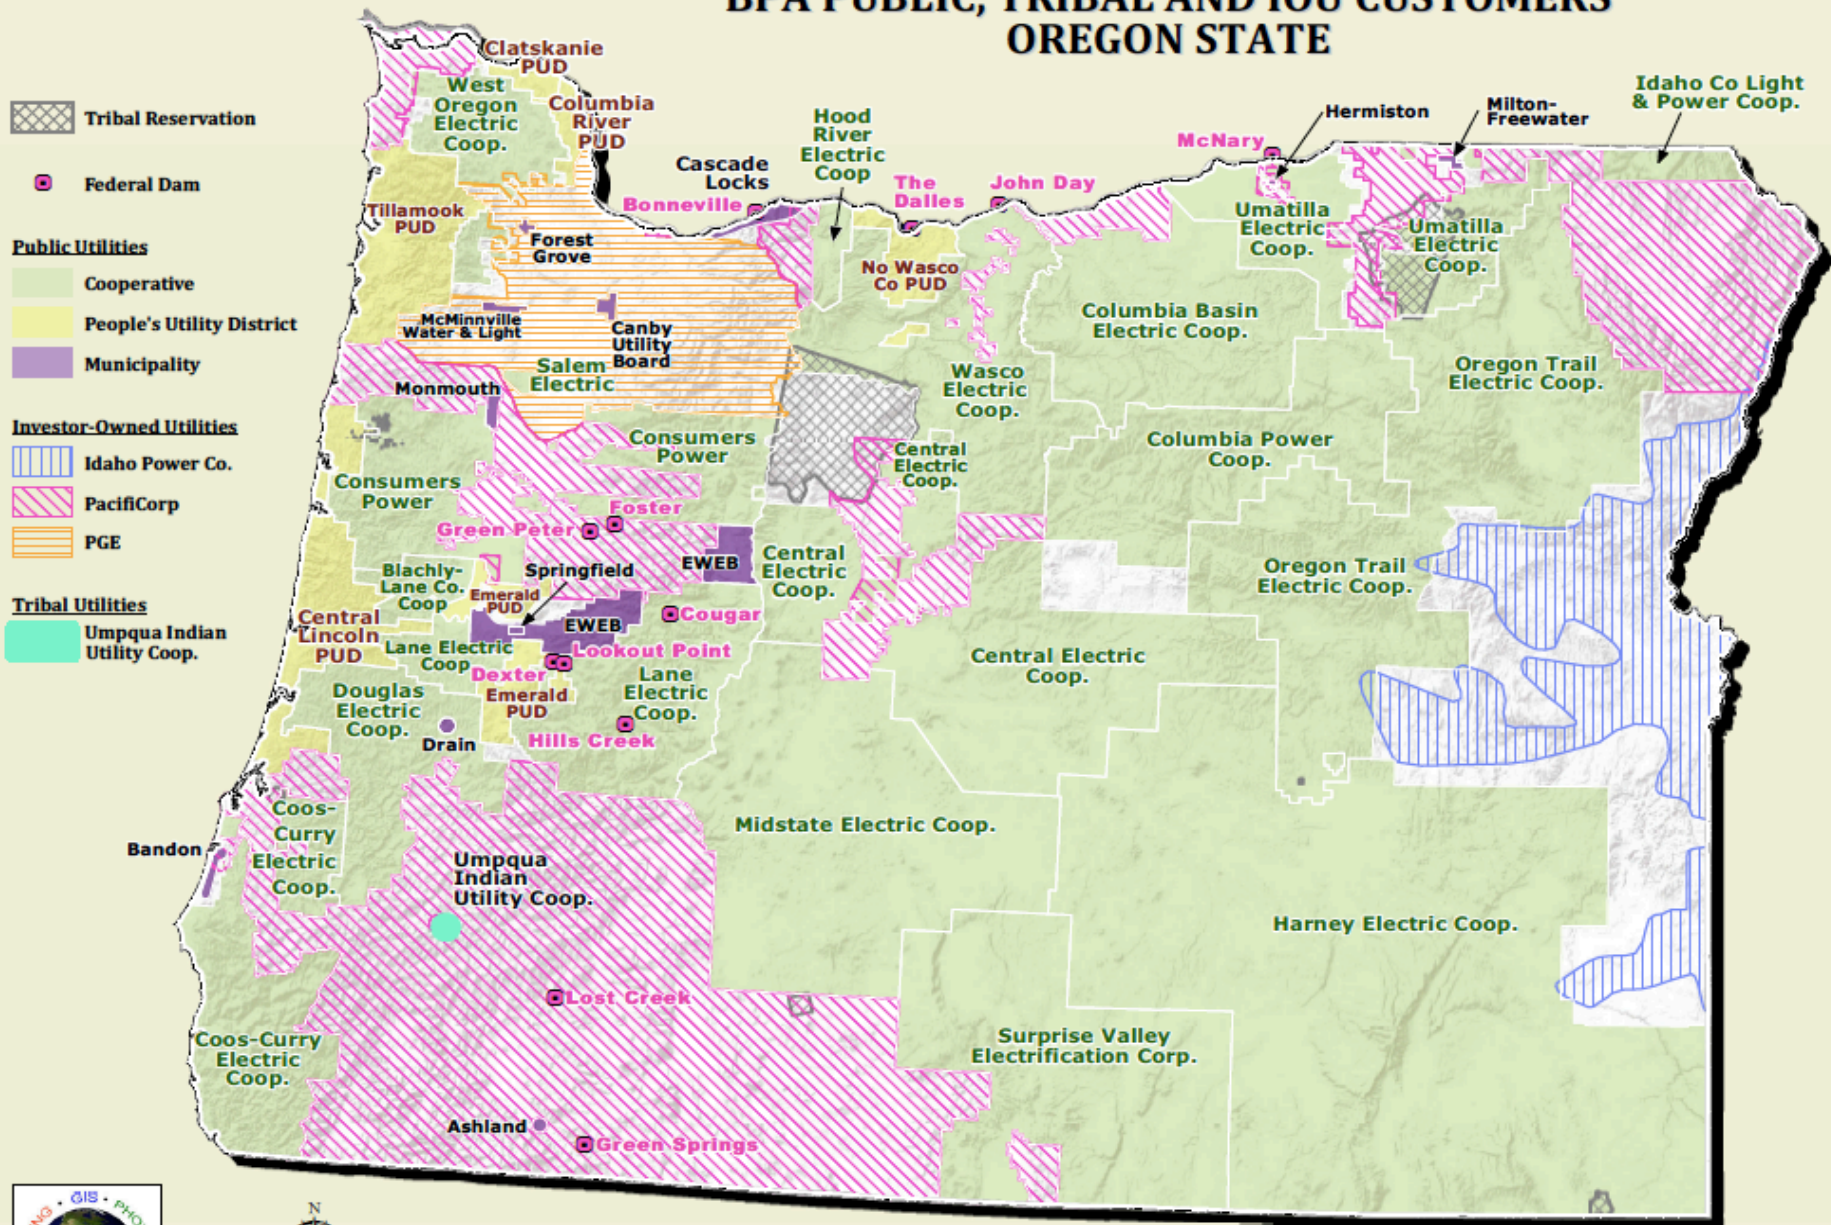 BPA PUBLIC, TRIBAL AND IOU CUSTOMERS
OREGON STATE
Tribal Reservation
Federal Dam
Public Utilities
Cooperative
People's Utility District
Municipality
Investor-Owned Utilities
Idaho Power Co.
PacifiCorp
PGE
Tribal Utilities
Umpqua Indian
Utility Coop.
Clatskanie
PUD
West
Oregon
Electric
Coop.
Columbia
River
PUD
Hood
River
Electric
Coop
Cascade
Locks
Bonneville
The
Dalles
John Day
McNary
Hermiston
Milton-
Freewater
Idaho Co Light
& Power Coop.
Tillamook
PUD
Forest
Grove
No Wasco
Co PUD
Umatilla
Electric
Coop.
Umatilla
Electric
Coop.
McMinnville
Water & Light
Canby
Utility
Board
Columbia Basin
Electric Coop.
Salem
Electric
Monmouth
Wasco
Electric
Coop.
Oregon Trail
Electric Coop.
Consumers
Power
Central
Electric
Coop.
Columbia Power
Coop.
Consumers
Power
Foster
Green Peter
EWEB
Central
Electric
Coop.
Oregon Trail
Electric Coop.
Blachly-
Lane Co.
Coop
Springfield
Emerald
PUD
Central
Lincoln
PUD
EWEB
Cougar
Lane Electric
Coop
Lookout Point
Dexter
Central Electric
Coop.
Douglas
Electric
Coop.
Emerald
PUD
Lane
Electric
Coop.
Drain
Hills Creek
Coos-
Curry
Electric
Coop.
Midstate Electric Coop.
Bandon
Umpqua
Indian
Utility Coop.
Harney Electric Coop.
Lost Creek
Coos-Curry
Electric
Coop.
Surprise Valley
Electrification Corp.
Ashland
Green Springs
GIS
N